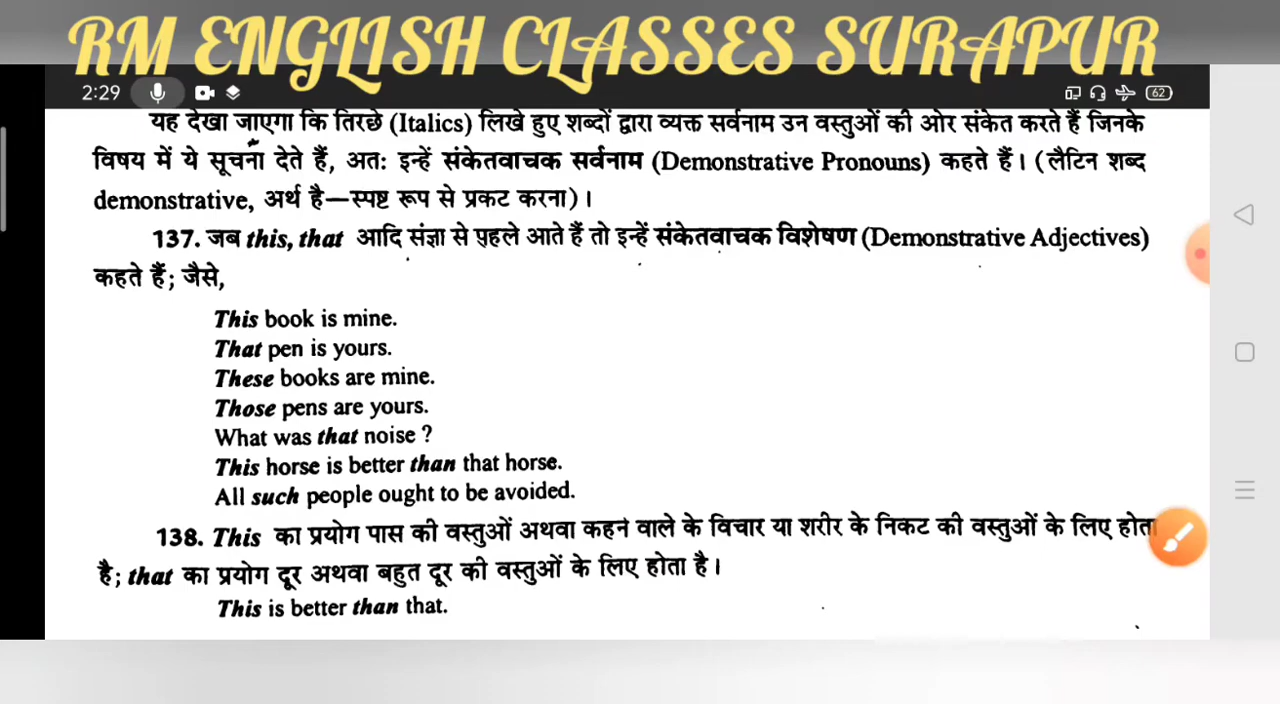 RM ENGLISH CLASSES SURAPUR
2:29
62
यह देखा जाएगा कि तिरछे (Italics) लिखे हुए शब्दों द्वारा व्यक्त सर्वनाम उन वस्तुओं की ओर संकेत करते हैं जिनके
विषय में ये सूचना देते हैं, अत: इन्हें संकेतवाचक सर्वनाम (Demonstrative Pronouns) कहते हैं। (लैटिन शब्द
demonstrative, अर्थ है—स्पष्ट रूप से प्रकट करना)।
137. जब this, that आदि संज्ञा से पहले आते हैं तो इन्हें संकेतवाचक विशेषण (Demonstrative Adjectives)
कहते हैं; जैसे,
This book is mine.
That pen is yours.
These books are mine.
Those pens are yours.
What was that noise ?
This horse is better than that horse.
All such people ought to be avoided.
138. This का प्रयोग पास की वस्तुओं अथवा कहने वाले के विचार या शरीर के निकट की वस्तुओं के लिए होता
है; that का प्रयोग दूर अथवा बहुत दूर की वस्तुओं के लिए होता है।
This is better than that.